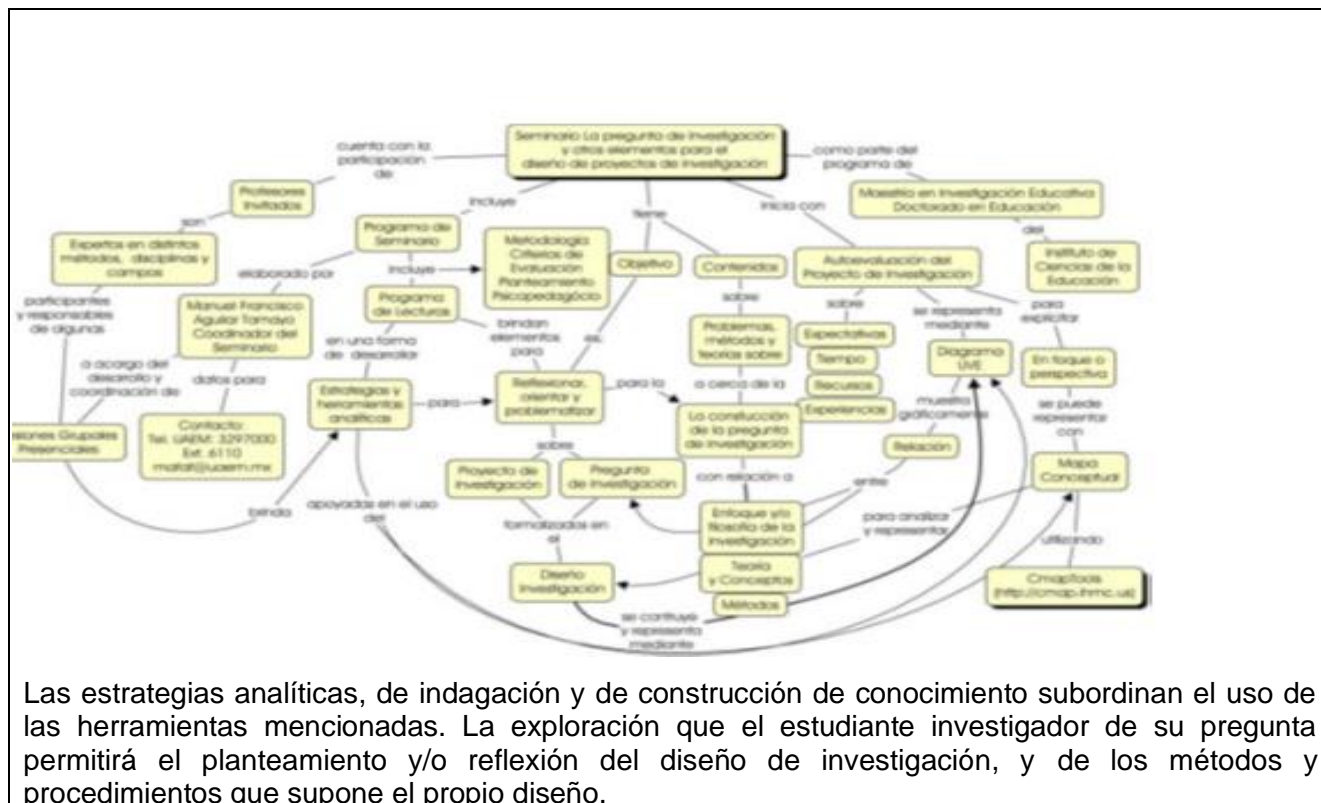 Seminario La pregunta de Investigación
y otros elementos para el
diseño de proyectos de investigación
cuenta con la
participación
de
como parte del
programa de
Profesores
Invitados
incluye
tiene
Inicia con
Maestría en Investigación Educativa
Doctorado en Educación
son
Programa de
Seminario
Metodología
Criterios de
Evaluación
Planteamiento
Objetivo
Contenidos
Autoevaluación del
Proyecto de Investigación
del
Instituto de
Ciencias de la
Educación
Expertos en distintos
métodos, disciplinas y
campos
elaborado por
incluye
participantes
y responsables
de algunas
Manuel Francisco
Aguilar Tamayo
Coordinador del
Seminario
Programa
de Lecturas
brindan
elementos
para
es
sobre
sobre
se representa
mediante
para
explicitar
en una forma
de desarrollar
Problemas,
métodos y
teorías sobre
Expectativas
Tiempo
Recursos
Experiencias
Diagrama
UVE
perspectiva
a acargo del
desarrollo y
coordinación de
datos para
Estrategias y
herramientas
analíticas
para
Reflexionar,
orientar y
problematizar
para la
a cerca de la
La construcción
de la pregunta
de Investigación
muestra
gráficamente
se puede
representar
con
Grupales
Presenciales
Contacto:
Tel. UAEM: 3297000
Ext. 6110
sobre
Relación
Mapa
Conceptual
Proyecto de
Investigación
Pregunta
de Investigación
con relación a
entre
brinda
apoyadas en el uso
del
formalizados en
el
Enfoque y/o
filosofía de la
Investigación
para analizar
y representar
utilizando
Diseño
Investigación
Teoría
y Conceptos
Métodos
CmapTools
(http://cmap.ihmc.us)
se
y representa
mediante
Las estrategias analíticas, de indagación y de construcción de conocimiento subordinan el uso de
las herramientas mencionadas. La exploración que el estudiante investigador de su pregunta
permitirá el planteamiento y/o reflexión del diseño de investigación, y de los métodos y
procedimientos que supone el propio diseño.